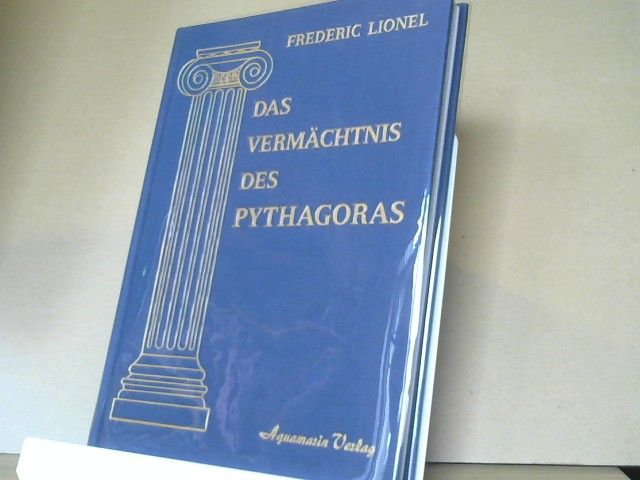 FREDERIC LIONEL
DAS
VERMÄCHTNIS
DES
PYTHAGORAS
Aquamarin Verlag